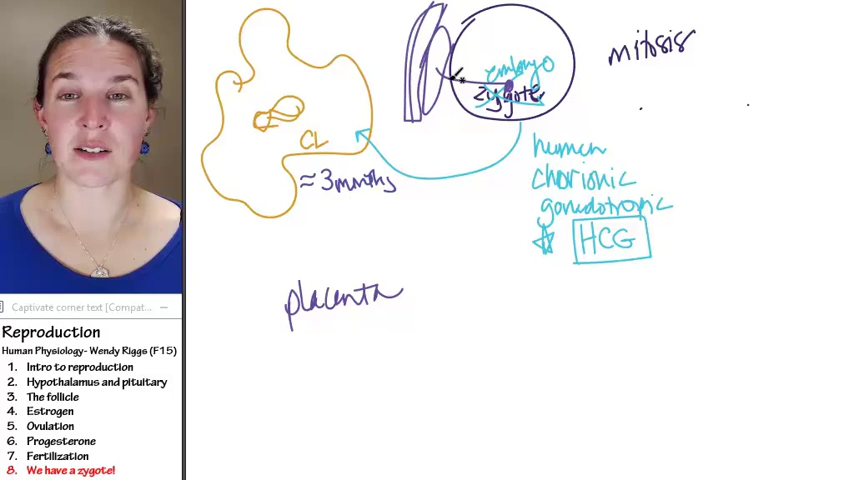 mitosis
embryo
zygote
CL
≈ 3 months
human
chorionic
gonadotropic
HCG
placenta
Captivate corner text [Compat...
Reproduction
Human Physiology- Wendy Riggs (F15)
1. Intro to reproduction
2. Hypothalamus and pituitary
3. The follicle
4. Estrogen
5. Ovulation
6. Progesterone
7. Fertilization
8. We have a zygote!